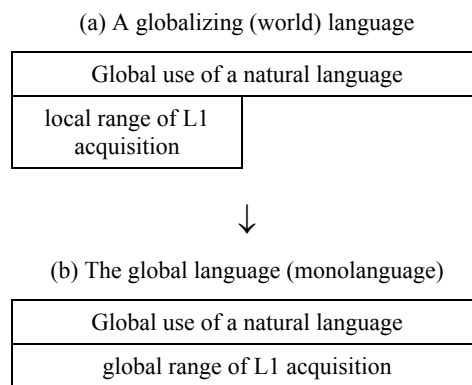 (a) A globalizing (world) language
Global use of a natural language
local range of L1
acquisition
↓
(b) The global language (monolanguage)
Global use of a natural language
global range of L1 acquisition